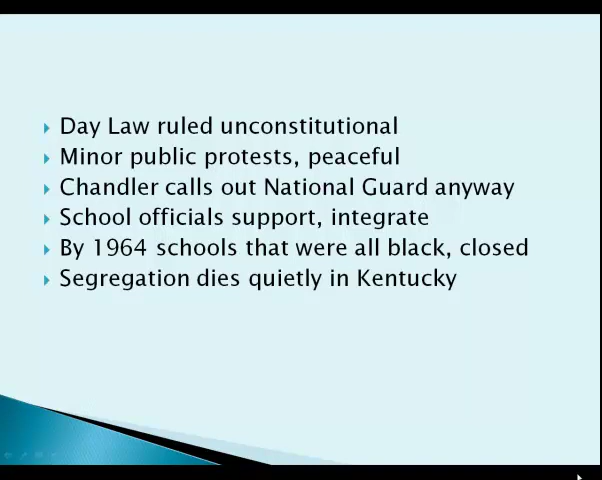 Day Law ruled unconstitutional
Minor public protests, peaceful
Chandler calls out National Guard anyway
School officials support, integrate
By 1964 schools that were all black, closed
Segregation dies quietly in Kentucky